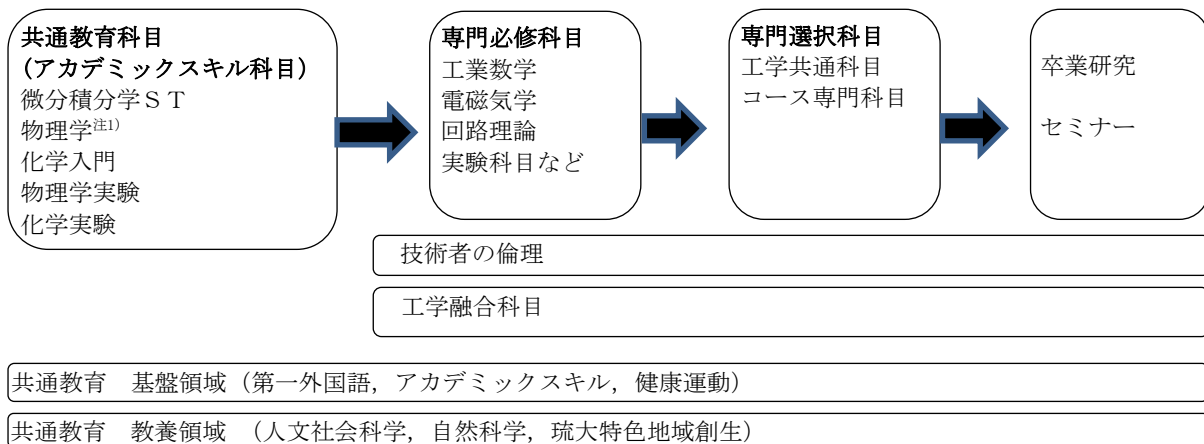 共通教育科目
(アカデミックスキル科目)
微分積分学ＳＴ
物理学注1)
化学入門
物理学実験
化学実験
専門必修科目
工業数学
電磁気学
回路理論
実験科目など
専門選択科目
工学共通科目
コース専門科目
卒業研究
セミナー
技術者の倫理
工学融合科目
共通教育　基盤領域（第一外国語，アカデミックスキル，健康運動）
共通教育　教養領域　（人文社会科学，自然科学，琉大特色地域創生）